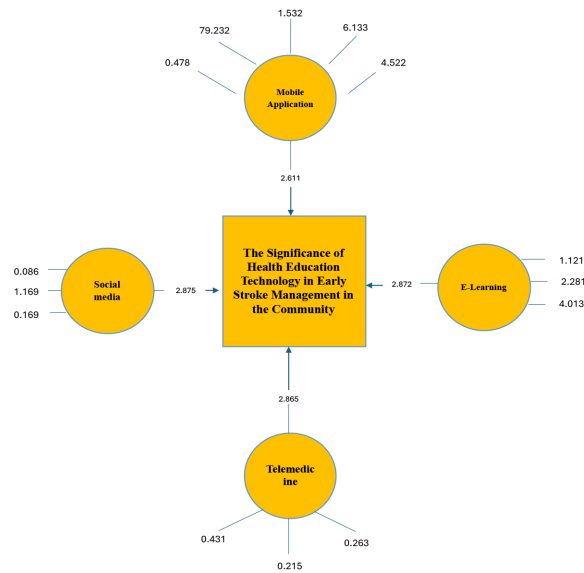 1.532
79.232
6.133
0.478
4.522
Mobile
Application
2.611
The Significance of
Health Education
Technology in Early
Stroke Management in
the Community
Social
media
0.086
1.169
0.169
2.875
2.872
E-Learning
1.121
2.281
4.013
2.865
Telemedic
ine
0.431
0.215
0.263